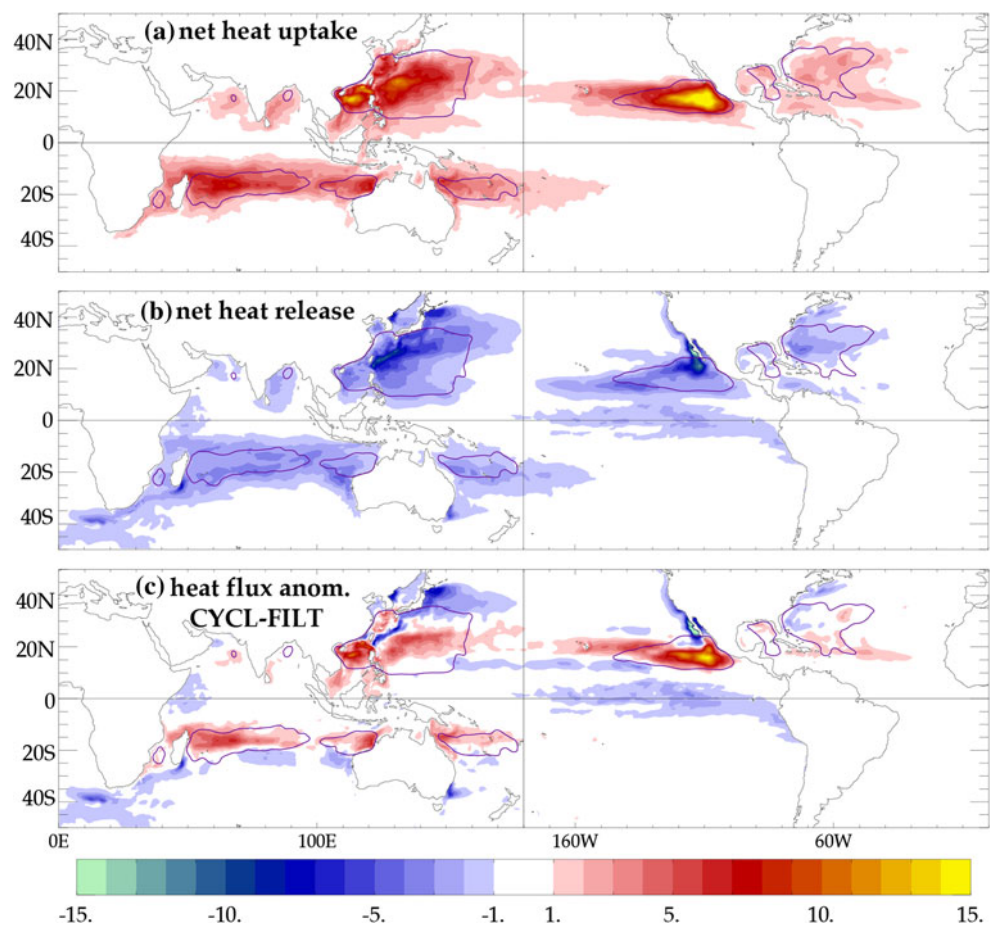 (a) net heat uptake
40N
20N
0
20S
40S
(b) net heat release
40N
20N
0
20S
40S
(c) heat flux anom.
CYCL-FILT
40N
20N
0
20S
40S
0E 100E 160W 60W
-15. -10. -5. -1. 1. 5. 10. 15.